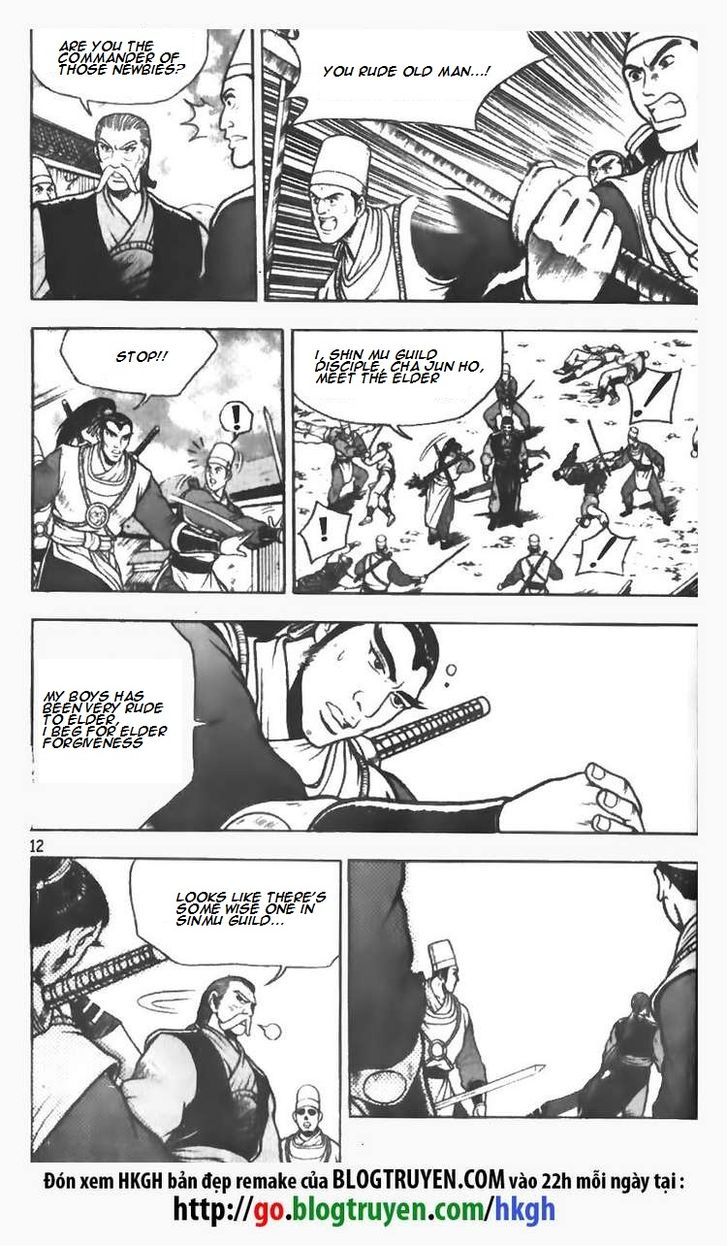 ARE YOU THE
COMMANDER OF
THOSE NEWBIES?
YOU RUDE OLD MAN...!
STOP!!
!
I, SHIN MU GUILD
DISCIPLE, CHA JUN HO,
MEET THE ELDER
!
!
!
MY BOYS HAS
BEEN VERY RUDE
TO ELDER,
I BEG FOR ELDER
FORGIVENESS
12
LOOKS LIKE THERE'S
SOME WISE ONE IN
SINMU GUILD...
Đón xem HKGH bản đẹp remake của BLOGTRUYEN.COM vào 22h mỗi ngày tại :
http://go.blogtruyen.com/hkgh